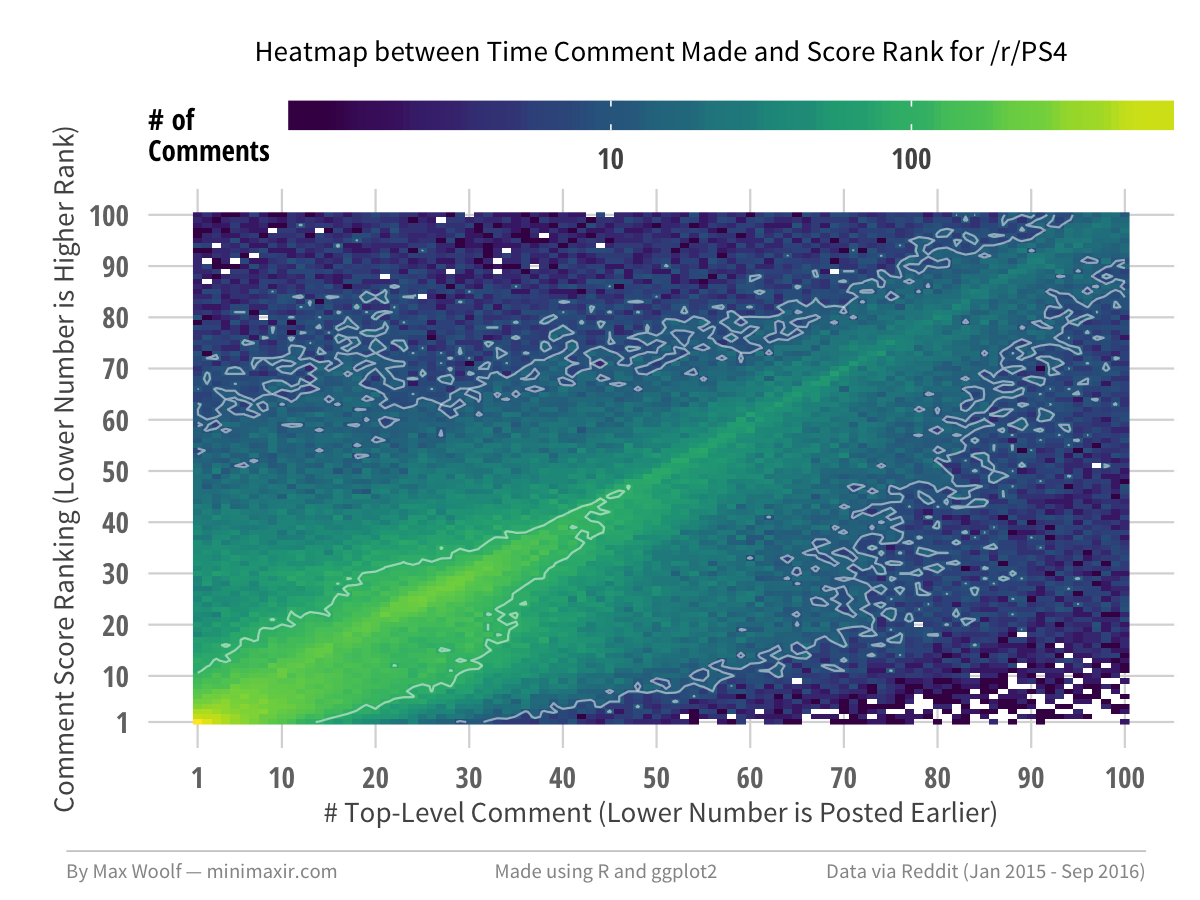 Heatmap between Time Comment Made and Score Rank for /r/PS4
# of
Comments
10 100
Comment Score Ranking (Lower Number is Higher Rank)
100
90
80
70
60
50
40
30
20
10
1
1 10 20 30 40 50 60 70 80 90 100
# Top-Level Comment (Lower Number is Posted Earlier)
By Max Woolf — minimaxir.com Made using R and ggplot2 Data via Reddit (Jan 2015 - Sep 2016)